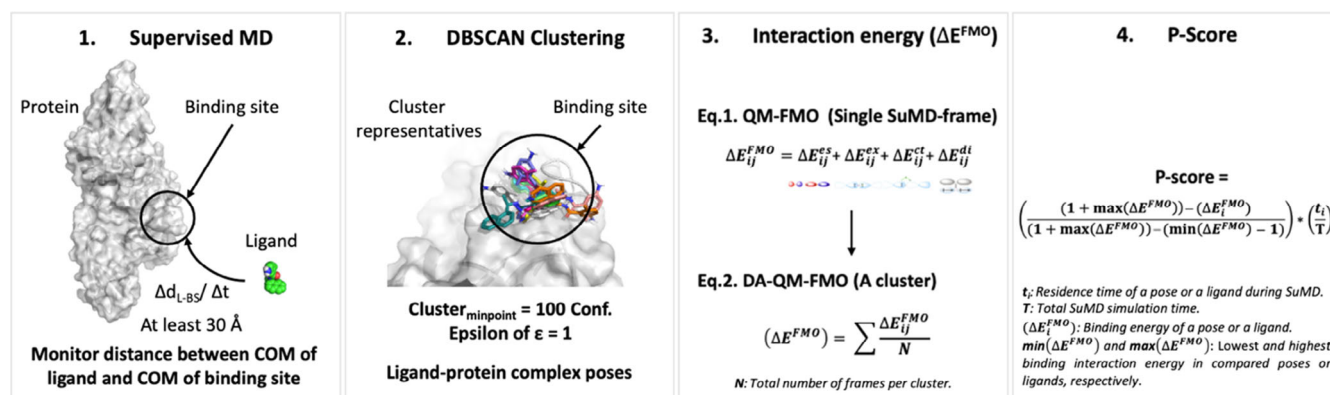 1. Supervised MD
Protein
Binding site
Ligand
Δd_L-BS/ Δt
At least 30 Å
Monitor distance between COM of
ligand and COM of binding site
2. DBSCAN Clustering
Cluster
representatives
Binding site
Cluster_minpoint = 100 Conf.
Epsilon of ε = 1
Ligand-protein complex poses
3. Interaction energy (ΔE^FMO)
Eq.1. QM-FMO (Single SuMD-frame)
ΔE_ij^FMO = ΔE_ij^es + ΔE_ij^ex + ΔE_ij^ct + ΔE_ij^di
Eq.2. DA-QM-FMO (A cluster)
(ΔE^FMO) = ∑ ΔE_ij^FMO / N
N: Total number of frames per cluster.
4. P-Score
P-score =
( (1 + max(ΔE^FMO)) − (ΔE_i^FMO) / (1 + max(ΔE^FMO)) − (min(ΔE^FMO) − 1) ) * (t_i / T)
t_i: Residence time of a pose or a ligand during SuMD.
T: Total SuMD simulation time.
(ΔE_i^FMO): Binding energy of a pose or a ligand.
min(ΔE^FMO) and max(ΔE^FMO): Lowest and highest
binding interaction energy in compared poses or
ligands, respectively.